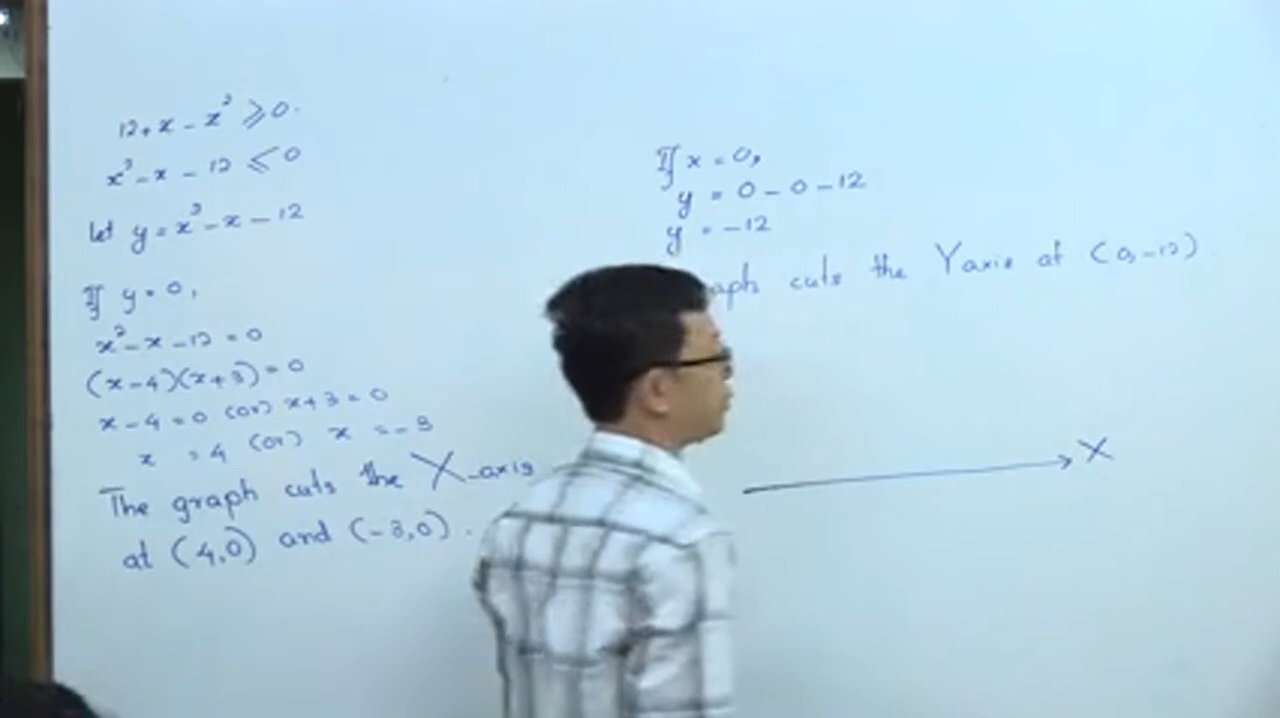 12+x-x² ⩾0.
x²-x-12 ⩽0
let y=x²-x-12
If y=0,
x²-x-12=0
(x-4)(x+3)=0
x-4=0 (or) x+3=0
x =4 (or) x =-3
The graph cuts the X-axis
at (4,0) and (-3,0).
If x=0,
y = 0-0-12
y = -12
aph cuts the Yaxis at (0,-12)
X